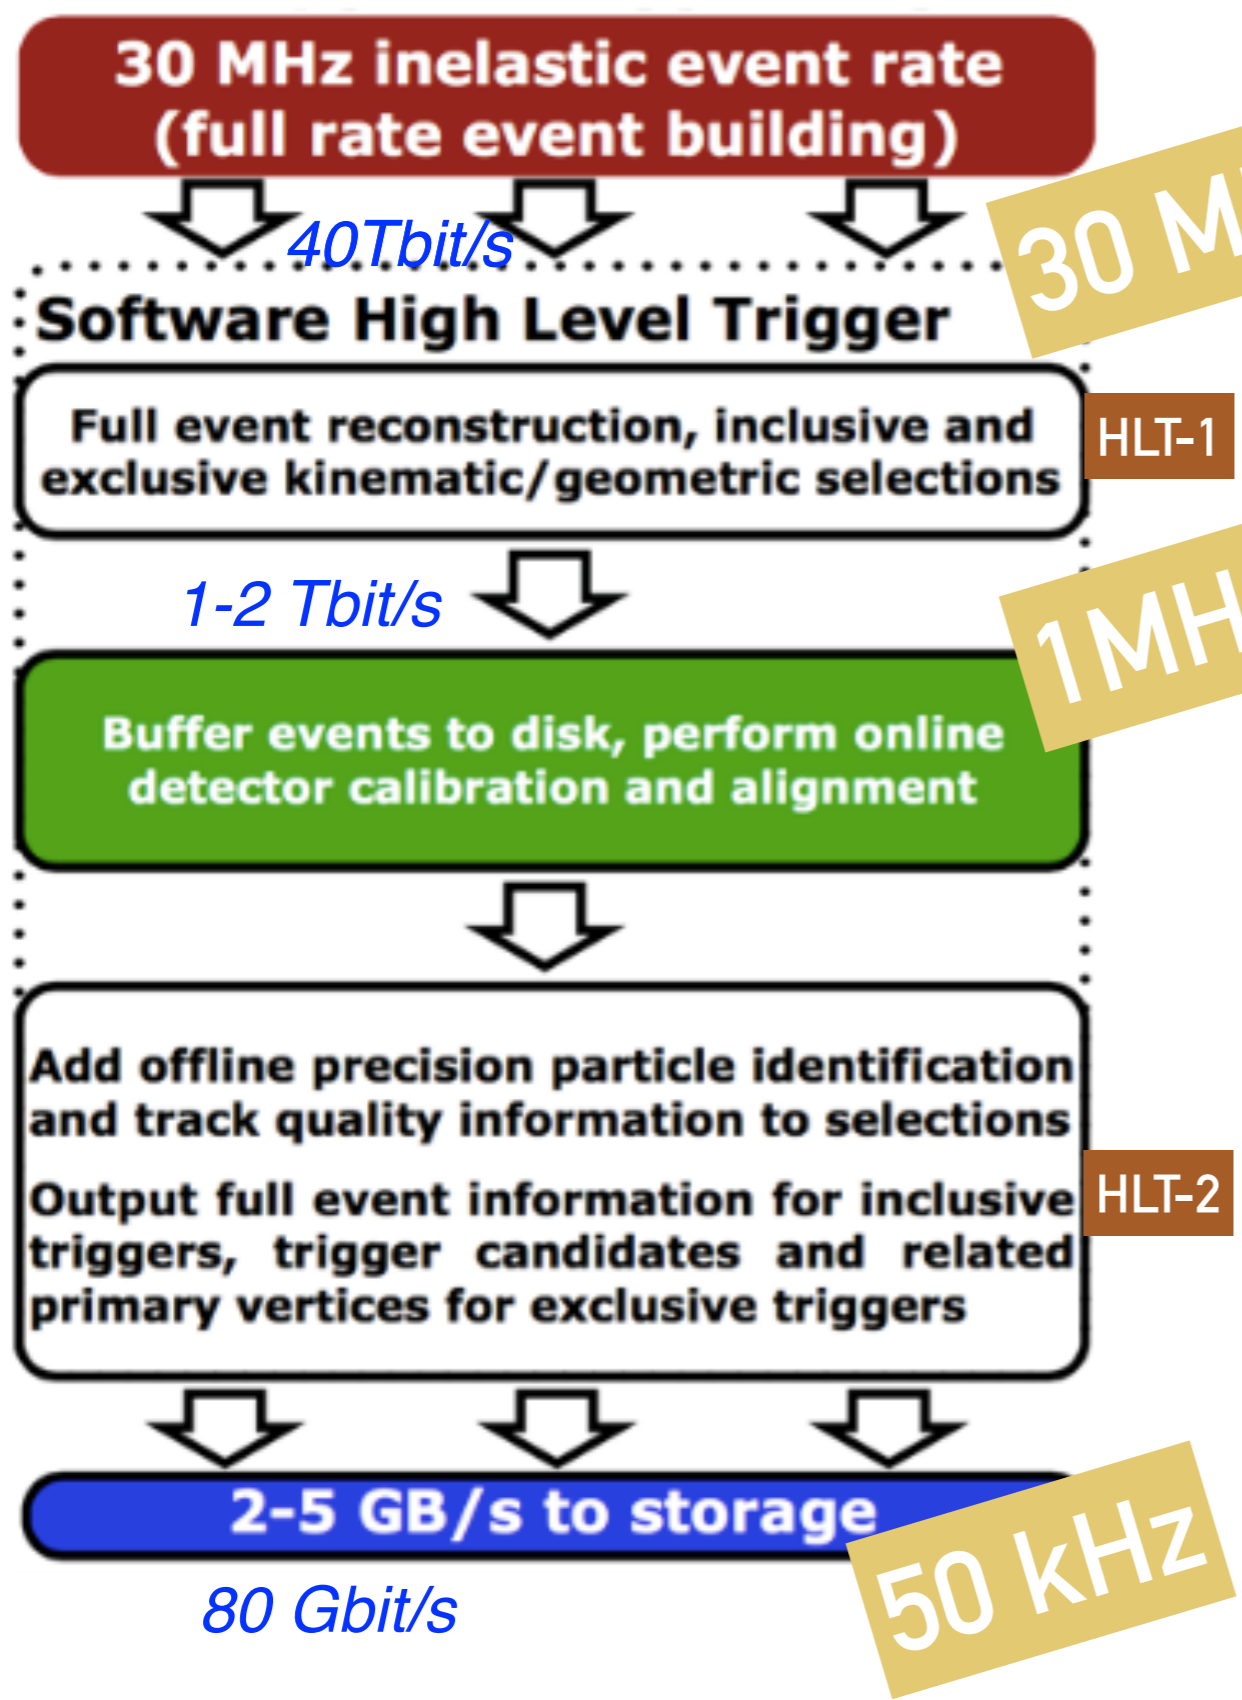 30 MHz inelastic event rate
(full rate event building)
30 M
40Tbit/s
Software High Level Trigger
Full event reconstruction, inclusive and
exclusive kinematic/geometric selections
HLT-1
1-2 Tbit/s
1MH
Buffer events to disk, perform online
detector calibration and alignment
Add offline precision particle identification
and track quality information to selections
Output full event information for inclusive
triggers, trigger candidates and related
primary vertices for exclusive triggers
HLT-2
2-5 GB/s to storage
50 kHz
80 Gbit/s